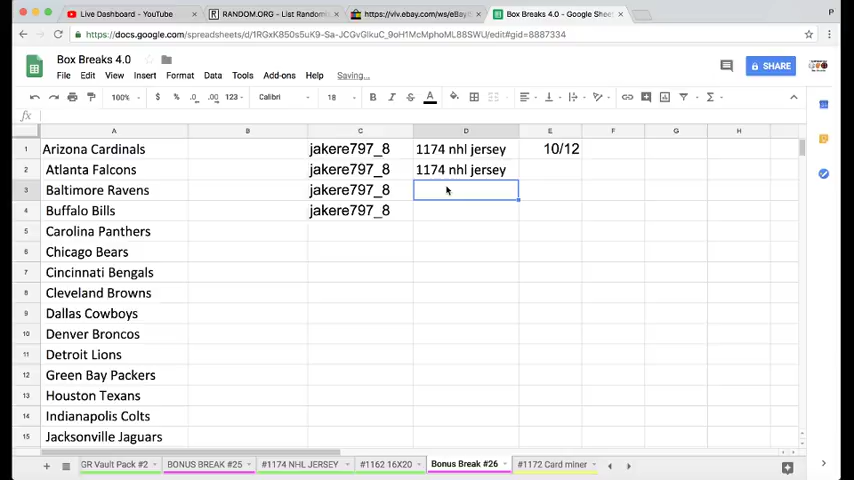 Live Dashboard - YouTube × RANDOM.ORG - List Randomi × https://viv.ebay.com/ws/eBayI × Box Breaks 4.0 - Google Sheet × P
https://docs.google.com/spreadsheets/d/1RGxK850s5uK9-Sa-JCGvGlkuC_9oH1McMphoML88SWU/edit#gid=8887334
Box Breaks 4.0
File Edit View Insert Format Data Tools Add-ons Help Saving... SHARE
100% $ % .0 .00 123 Calibri 18 B I S A Σ
fx
A B C D E F G H
1 Arizona Cardinals jakere797_8 1174 nhl jersey 10/12
2 Atlanta Falcons jakere797_8 1174 nhl jersey
3 Baltimore Ravens jakere797_8
4 Buffalo Bills jakere797_8
5 Carolina Panthers
6 Chicago Bears
7 Cincinnati Bengals
8 Cleveland Browns
9 Dallas Cowboys
10 Denver Broncos
11 Detroit Lions
12 Green Bay Packers
13 Houston Texans
14 Indianapolis Colts
15 Jacksonville Jaguars
GR Vault Pack #2 BONUS BREAK #25 #1174 NHL JERSEY #1162 16X20 Bonus Break #26 #1172 Card miner